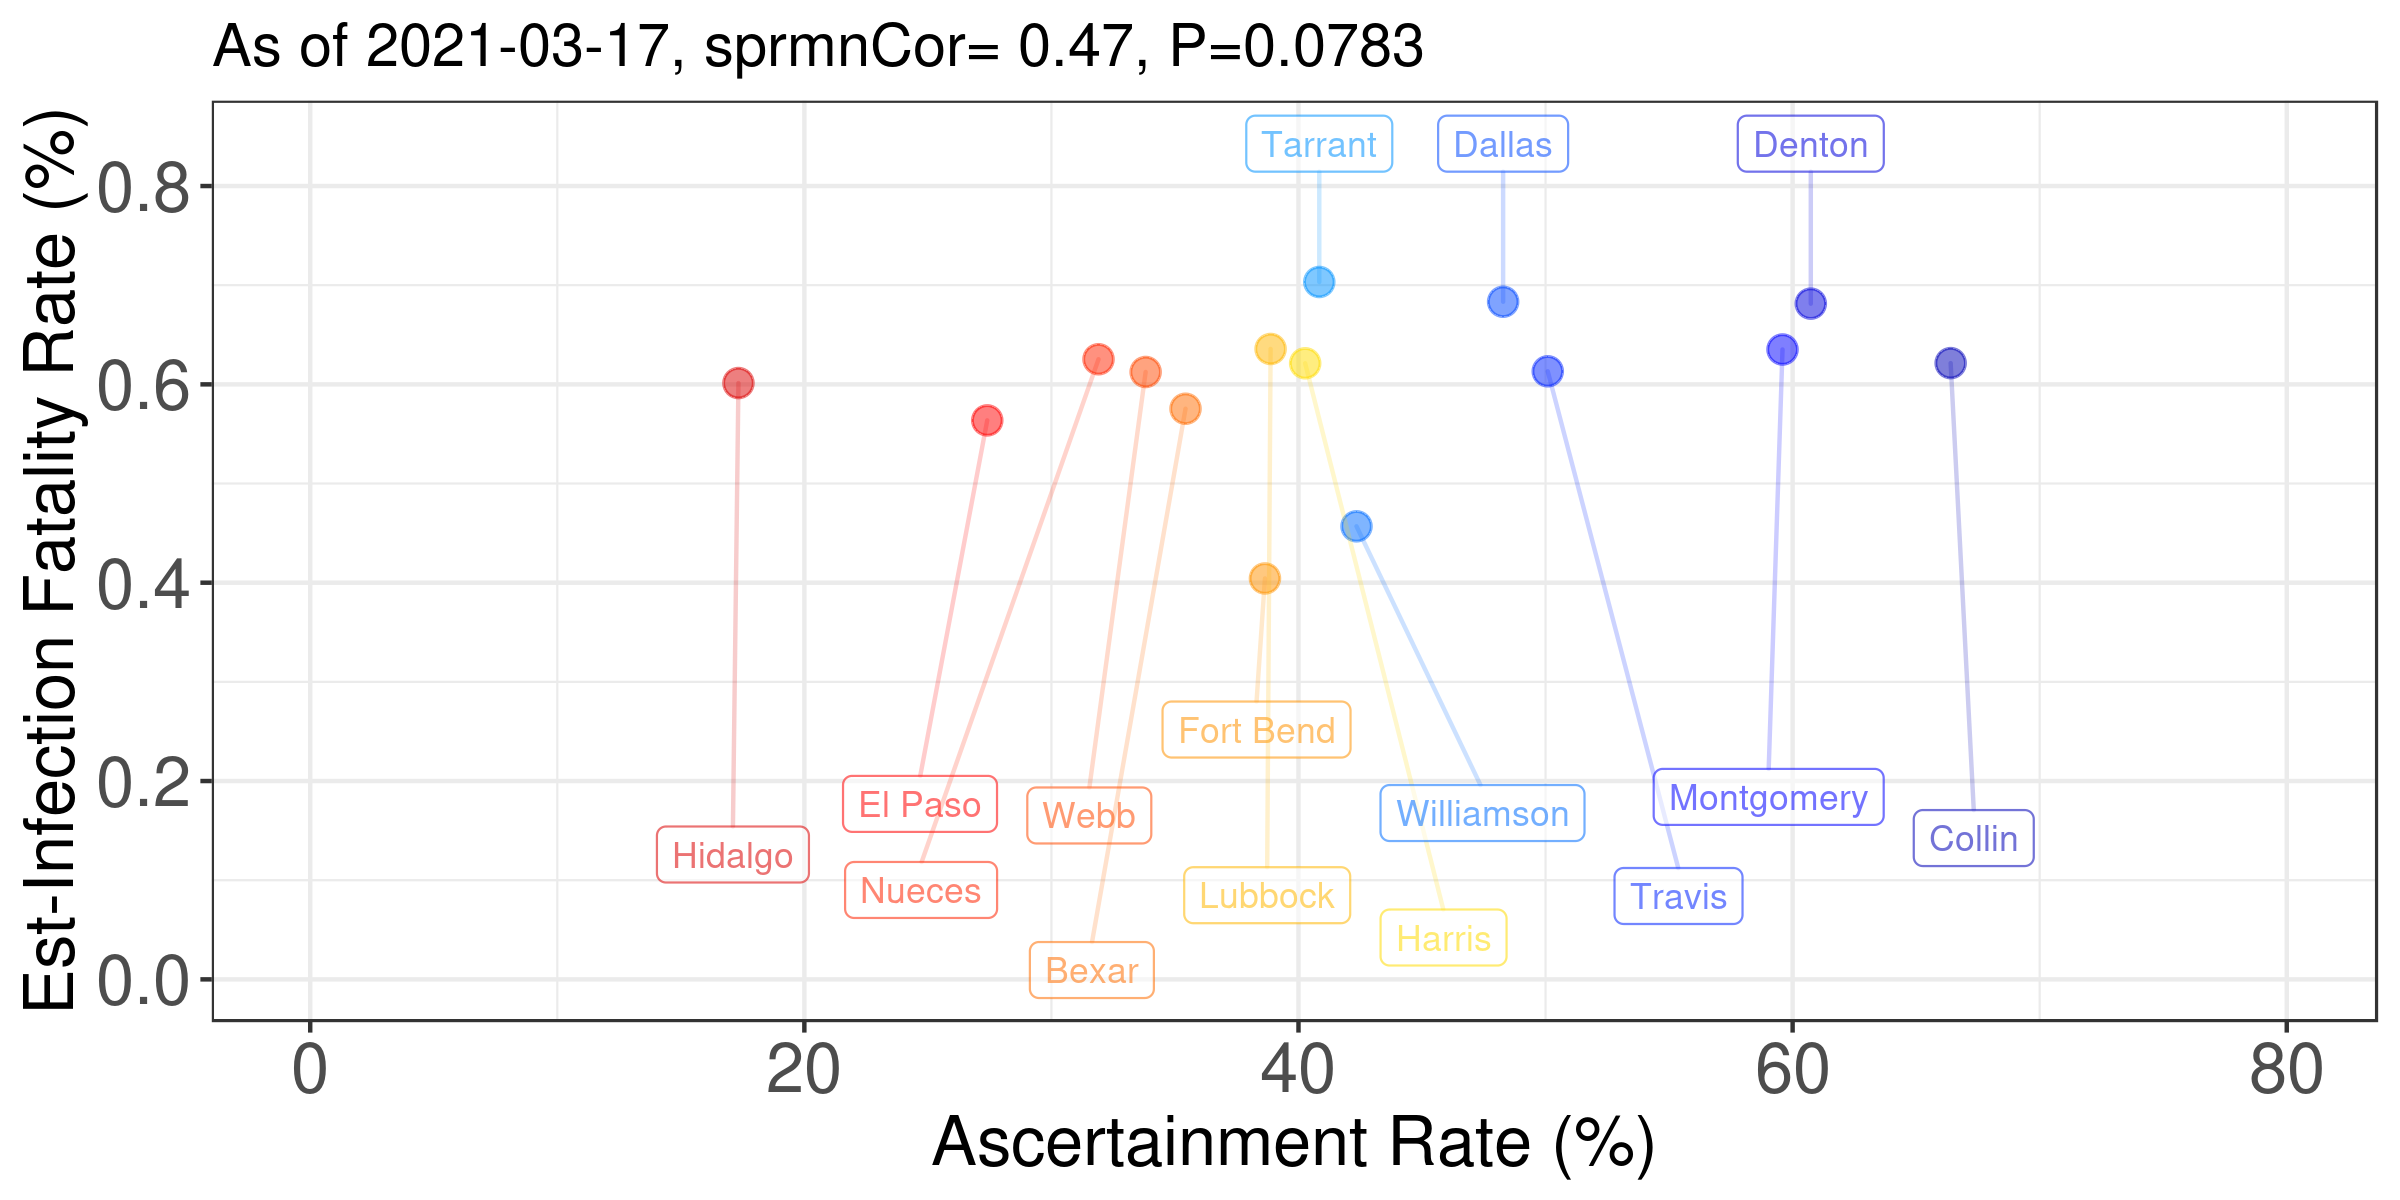 As of 2021-03-17, sprmnCor= 0.47, P=0.0783
Est-Infection Fatality Rate (%)
0.8
0.6
0.4
0.2
0.0
Tarrant
Dallas
Denton
Fort Bend
El Paso
Webb
Williamson
Montgomery
Hidalgo
Collin
Nueces
Lubbock
Travis
Harris
Bexar
0
20
40
60
80
Ascertainment Rate (%)